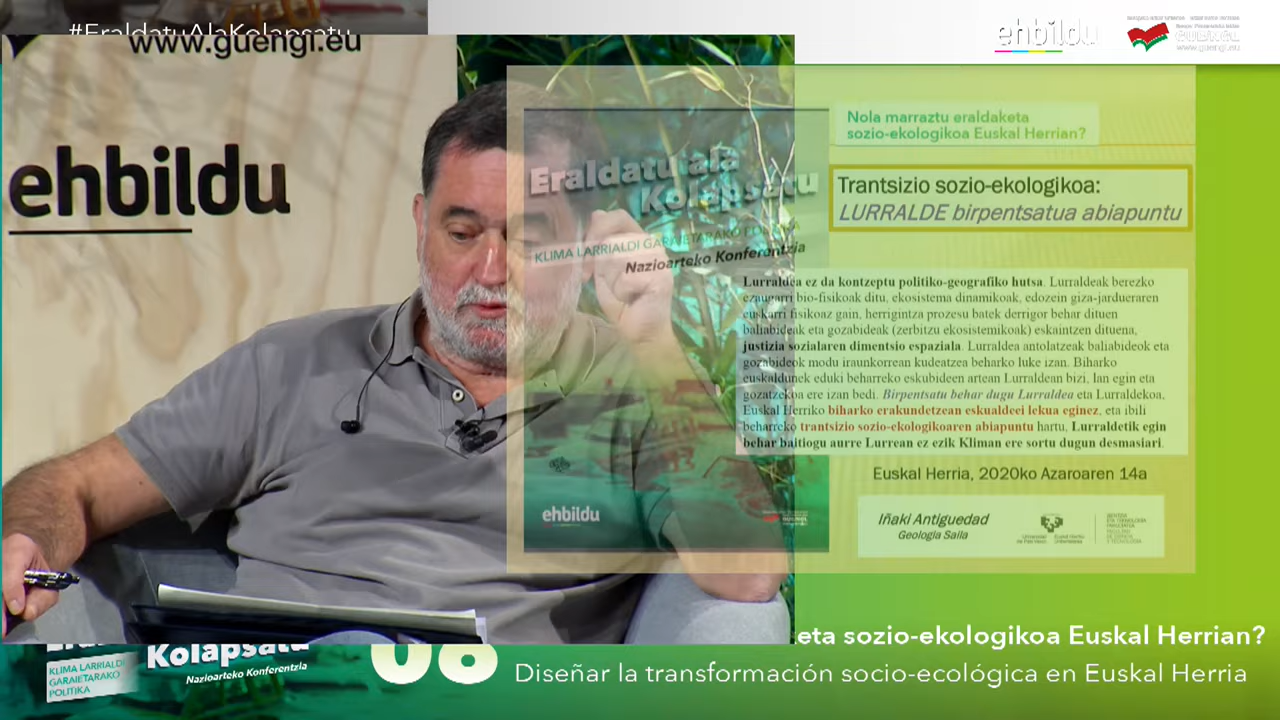 #EraldatuAlaKolapsatu
www.guengi.eu
ehbildu
www.guengi.eu
ehbildu
Nola marraztu eraldaketa
sozio-ekologikoa Euskal Herrian?
Eraldatu ala
Kolapsatu
KLIMA LARRIALDI GARAIETARAKO POLITIKA
Nazioarteko Konferentzia
Trantsizio sozio-ekologikoa:
LURRALDE birpentsatua abiapuntu
Lurraldea ez da kontzeptu politiko-geografiko hutsa. Lurraldeak berezko
ezaugarri bio-fisikoak ditu, ekosistema dinamikoak, edozein giza-jardueraren
euskarri fisikoaz gain, herrigintza prozesu batek derrigor behar dituen
baliabideak eta gozabideak (zerbitzu ekosistemikoak) eskaintzen dituena,
justizia sozialaren dimentsio espaziala. Lurraldea antolatzeak baliabideok eta
gozabideok modu iraunkorrean kudeatzea beharko luke izan. Biharko
euskaldunek eduki beharreko eskubideen artean Lurraldean bizi, lan egin eta
gozatzekoa ere izan bedi. Birpentsatu behar dugu Lurraldea eta Lurraldekoa,
Euskal Herriko biharko erakundetzean eskualdeei lekua eginez, eta ibili
beharreko trantsizio sozio-ekologikoaren abiapuntu hartu. Lurraldetik egin
behar baitiogu aurre Lurrean ez ezik Kliman ere sortu dugun desmasiari.
Euskal Herria, 2020ko Azaroaren 14a
ehbildu
Iñaki Antiguedad
Geologia Saila
Kolapsatu
KLIMA LARRIALDI
GARAIETARAKO
POLITIKA
Nazioarteko Konferentzia
08
eta sozio-ekologikoa Euskal Herrian?
Diseñar la transformación socio-ecológica en Euskal Herria